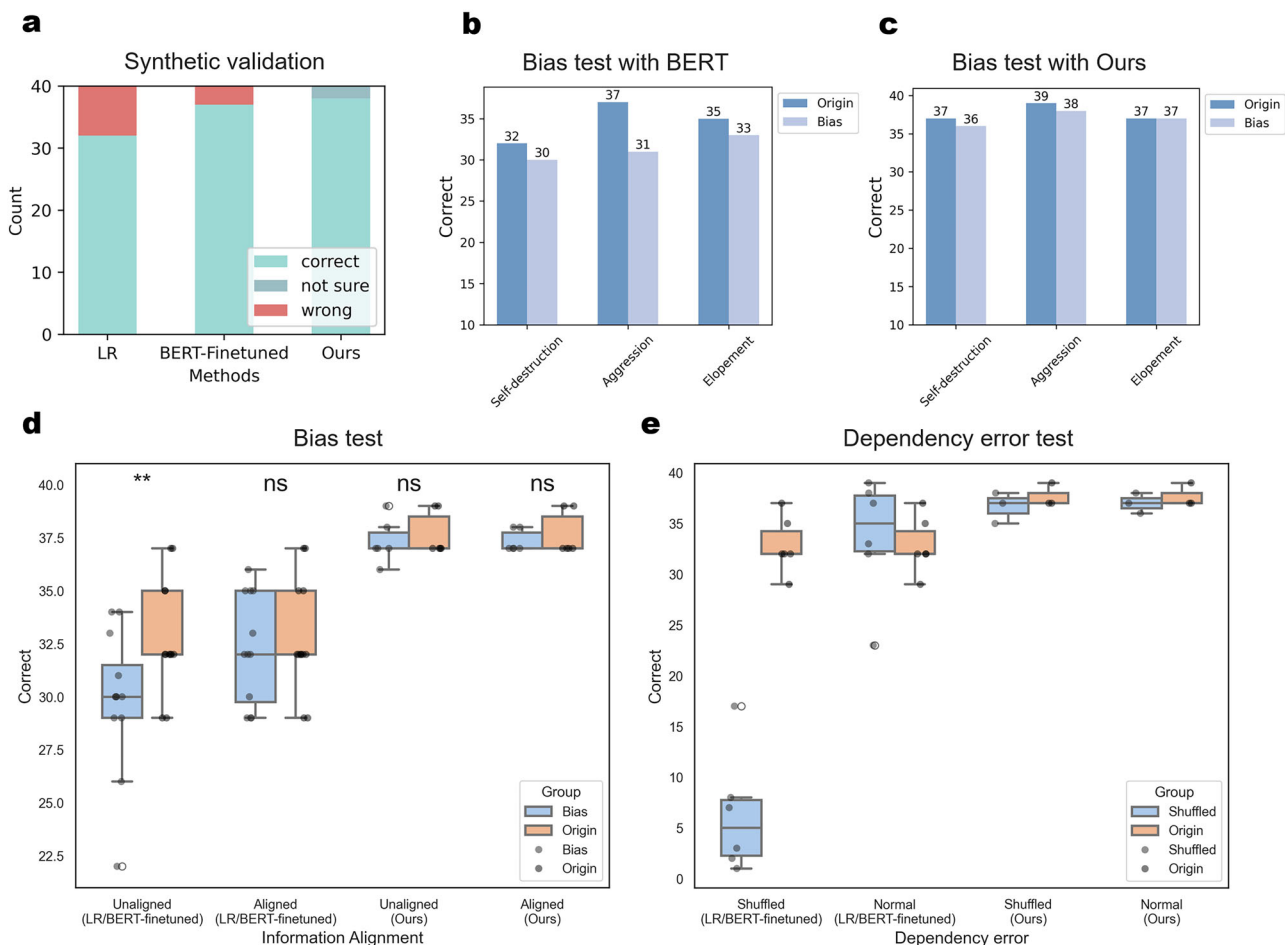 a
Synthetic validation
Count
40
30
20
10
0
correct
not sure
wrong
LR
BERT-Finetuned
Ours
Methods
b
Bias test with BERT
Correct
35
30
25
20
15
10
32
30
37
31
35
33
Origin
Bias
Self-destruction
Aggression
Elopement
c
Bias test with Ours
Correct
40
35
30
25
20
15
10
37
36
39
38
37
37
Origin
Bias
Self-destruction
Aggression
Elopement
d
Bias test
Correct
40.0
37.5
35.0
32.5
30.0
27.5
25.0
22.5
**
ns
ns
ns
Group
Bias
Origin
Bias
Origin
Unaligned
(LR/BERT-finetuned)
Aligned
(LR/BERT-finetuned)
Unaligned
(Ours)
Aligned
(Ours)
Information Alignment
e
Dependency error test
Correct
40
35
30
25
20
15
10
5
0
Group
Shuffled
Origin
Shuffled
Origin
Shuffled
(LR/BERT-finetuned)
Normal
(LR/BERT-finetuned)
Shuffled
(Ours)
Normal
(Ours)
Dependency error